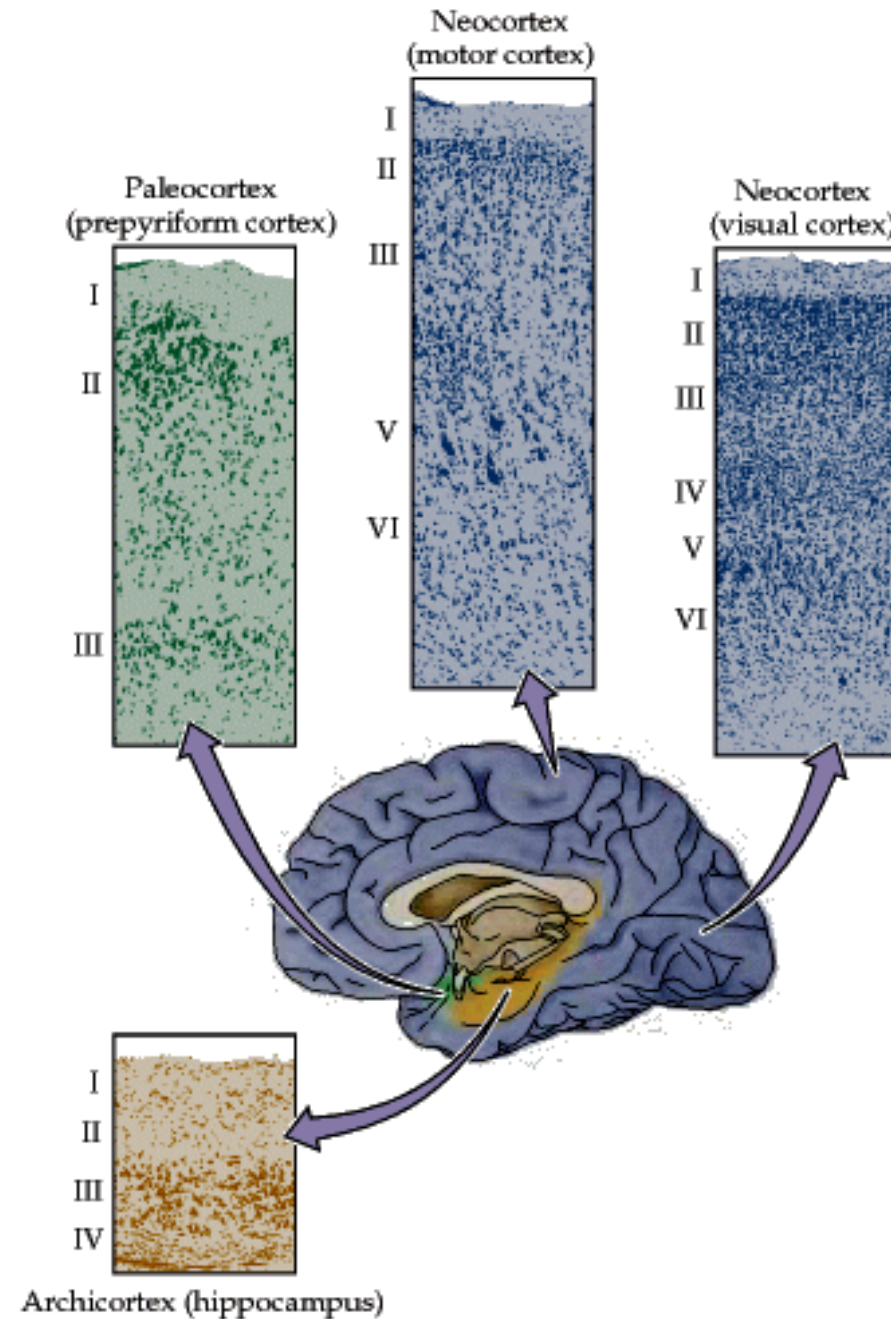 Neocortex
(motor cortex)
I
II
III
V
VI
Paleocortex
(prepyriform cortex)
I
II
III
Neocortex
(visual cortex)
I
II
III
IV
V
VI
I
II
III
IV
Archicortex (hippocampus)